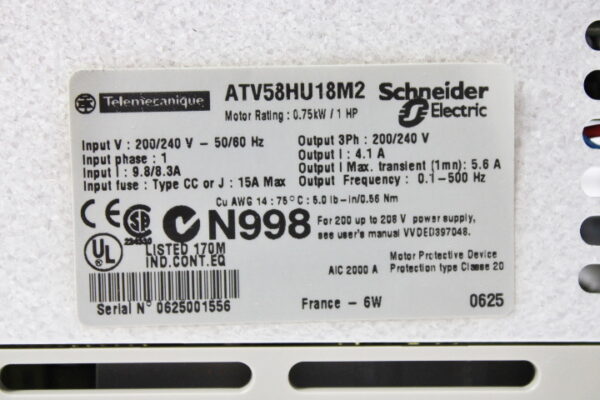 Telemecanique
ATV58HU18M2
Schneider Electric
Motor Rating : 0.75kW / 1 HP
Input V : 200/240 V - 50/60 Hz
Input phase : 1
Input I : 9.8/8.3A
Input fuse : Type CC or J : 15A Max
Output 3Ph : 200/240 V
Output I : 4.1 A
Output I Max. transient (1mn) : 5.6 A
Output Frequency : 0.1-500 Hz
Cu AWG 14 : 75°C : 5.0 lb-in/0.56 Nm
CE
N998
For 200 up to 208 V power supply,
see user's manual VVDED397048.
UL
LISTED 170M
IND.CONT.EQ
AIC 2000 A
Motor Protective Device
Protection type Classe 20
Serial N° 0625001556
France - 6W
0625